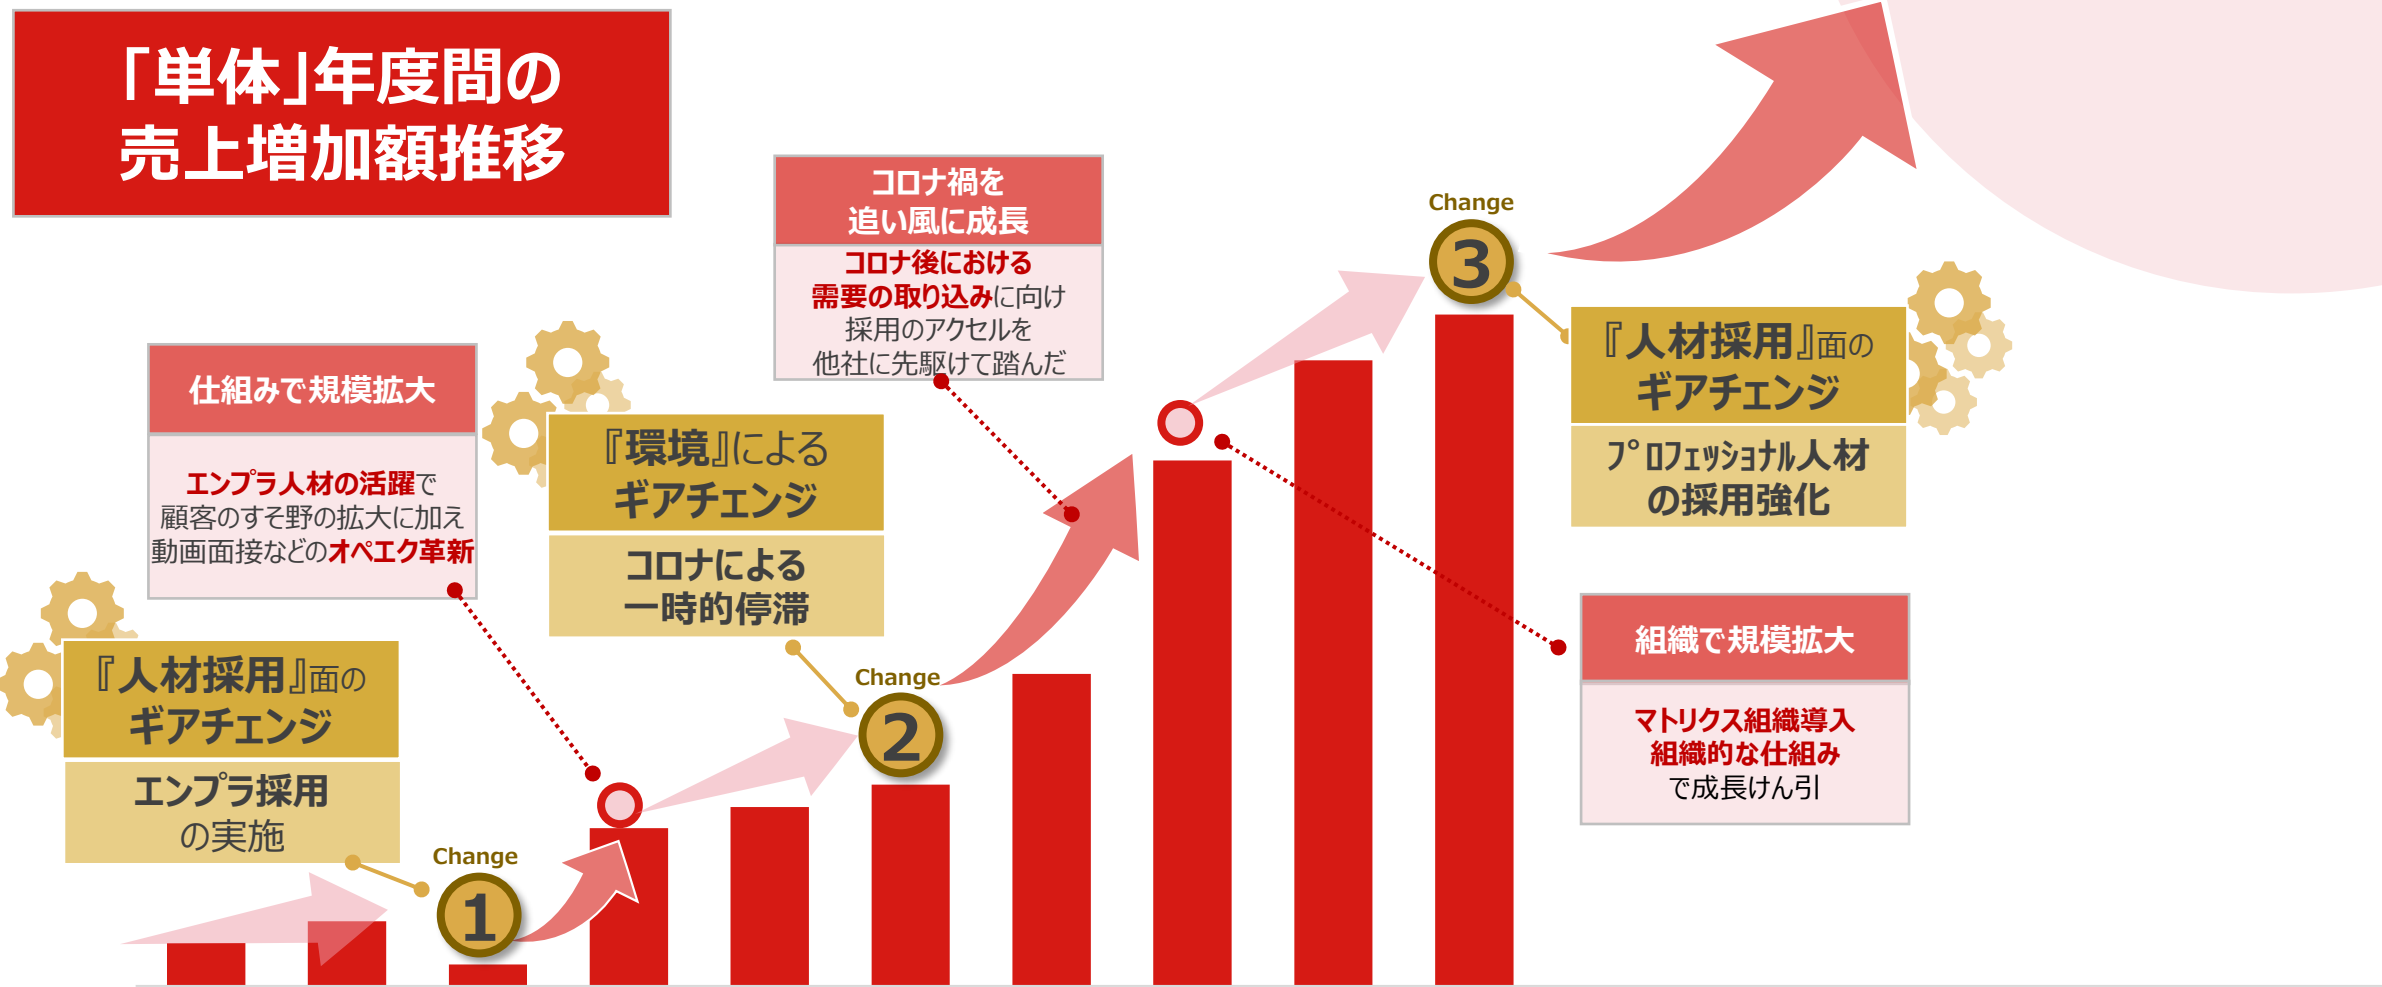 「単体」年度間の
売上増加額推移
コロナ禍を
追い風に成長
コロナ後における
需要の取り込みに向け
採用のアクセルを
他社に先駆けて踏んだ
Change
3
『人材採用』面の
ギアチェンジ
プロフェッショナル人材
の採用強化
仕組みで規模拡大
エンプラ人材の活躍で
顧客のすそ野の拡大に加え
動画面接などのオペエク革新
『環境』による
ギアチェンジ
コロナによる
一時的停滞
Change
2
組織で規模拡大
マトリクス組織導入
組織的な仕組み
で成長けん引
『人材採用』面の
ギアチェンジ
エンプラ採用
の実施
Change
1